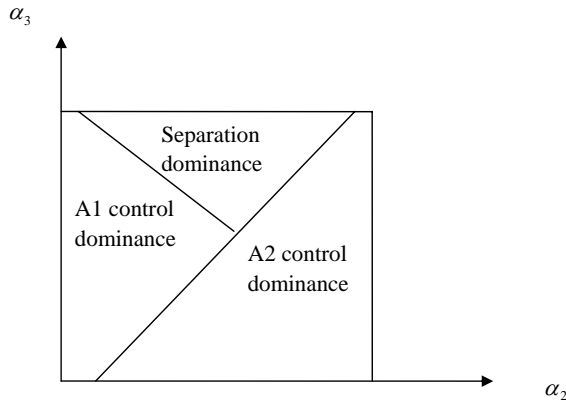 α₃
Separation
dominance
A1 control
dominance
A2 control
dominance
α₂